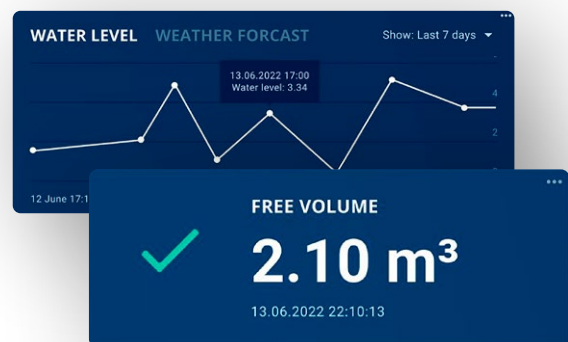 WATER LEVEL WEATHER FORCAST Show: Last 7 days
13.06.2022 17:00
Water level: 3.34
4
2
12 June 17:1
FREE VOLUME
2.10 m³
13.06.2022 22:10:13